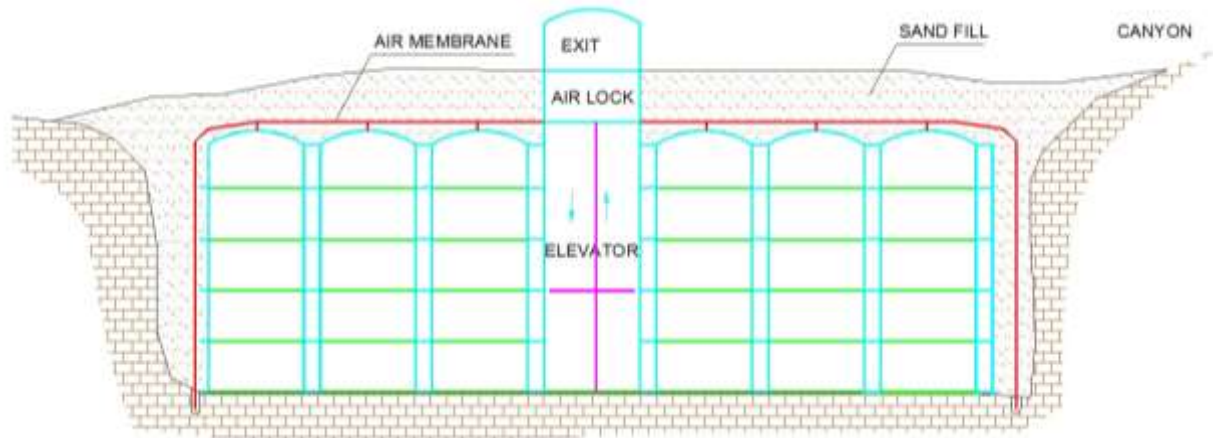 AIR MEMBRANE
EXIT
SAND FILL
CANYON
AIR LOCK
ELEVATOR